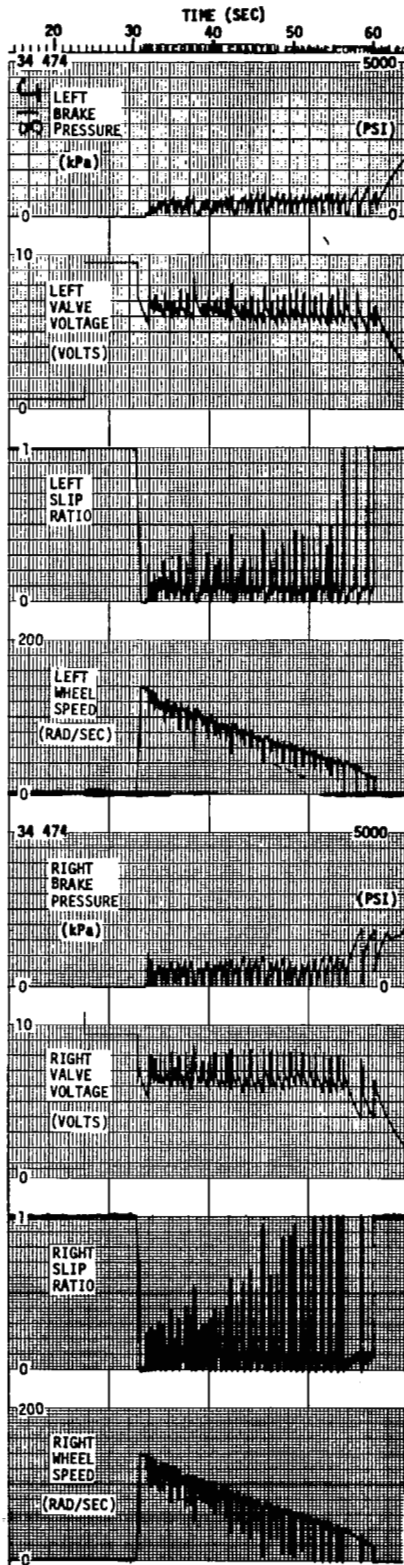 TIME (SEC)
20 30 40 50 60
34 474 5000
LEFT
BRAKE
PRESSURE (PSI)
(kPa)
0 0
10
LEFT
VALVE
VOLTAGE
(VOLTS)
0
1
LEFT
SLIP
RATIO
0
200
LEFT
WHEEL
SPEED
(RAD/SEC)
0
34 474 5000
RIGHT
BRAKE
PRESSURE (PSI)
(kPa)
0 0
10
RIGHT
VALVE
VOLTAGE
(VOLTS)
0
1
RIGHT
SLIP
RATIO
0
200
RIGHT
WHEEL
SPEED
(RAD/SEC)
0